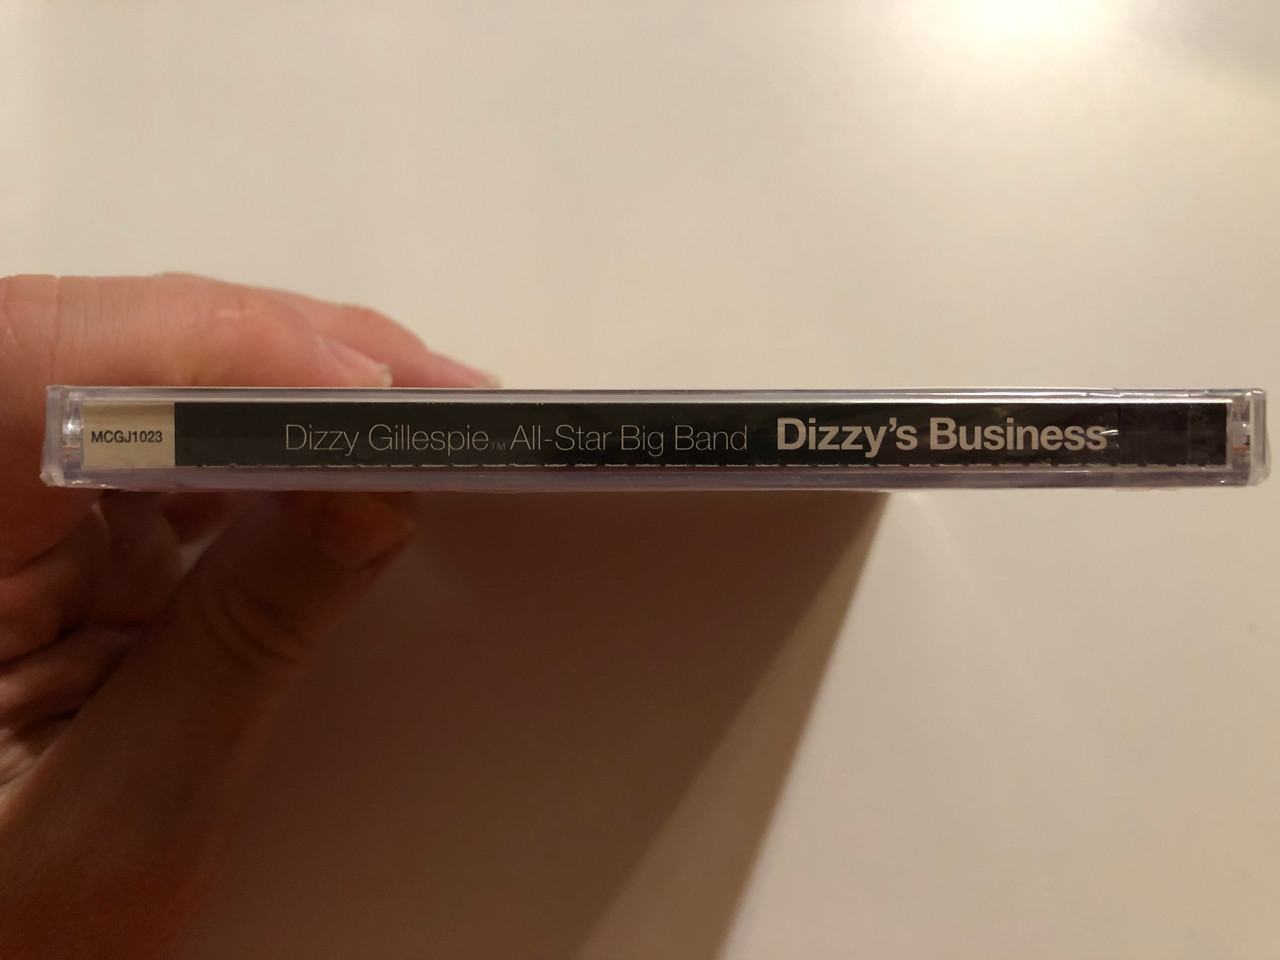 MCGJ1023 Dizzy Gillespie™ All-Star Big Band Dizzy's Business